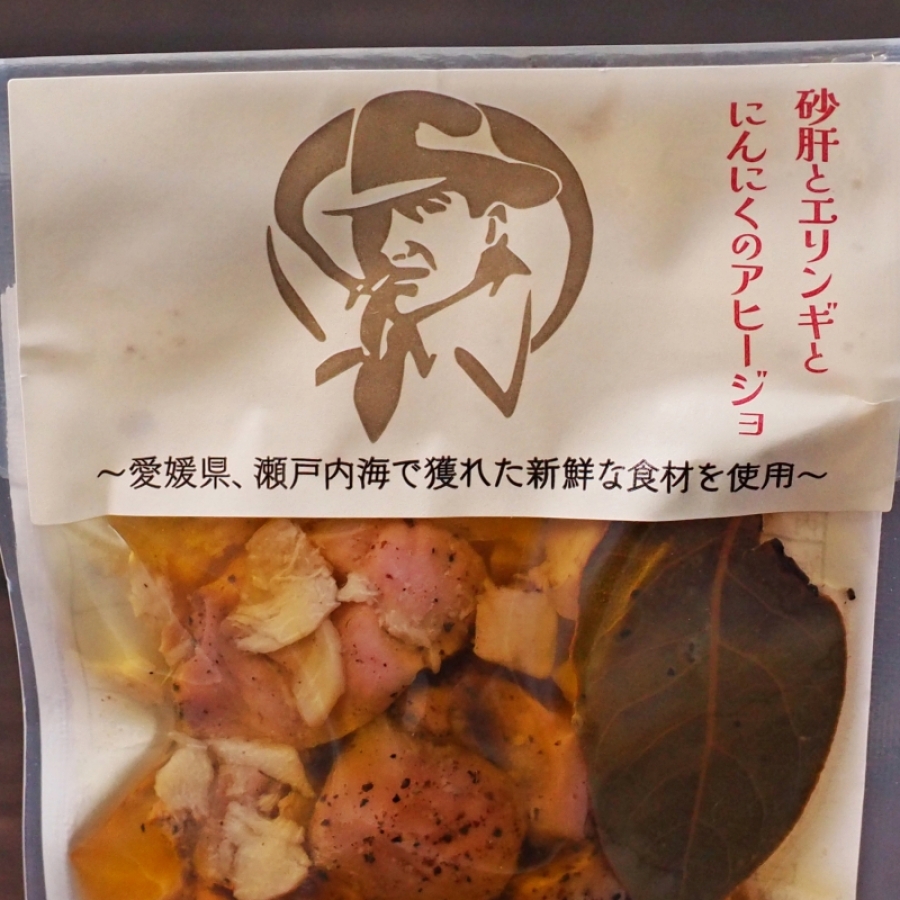 砂肝とエリンギと
にんにくのアヒージョ
～愛媛県、瀬戸内海で獲れた新鮮な食材を使用～